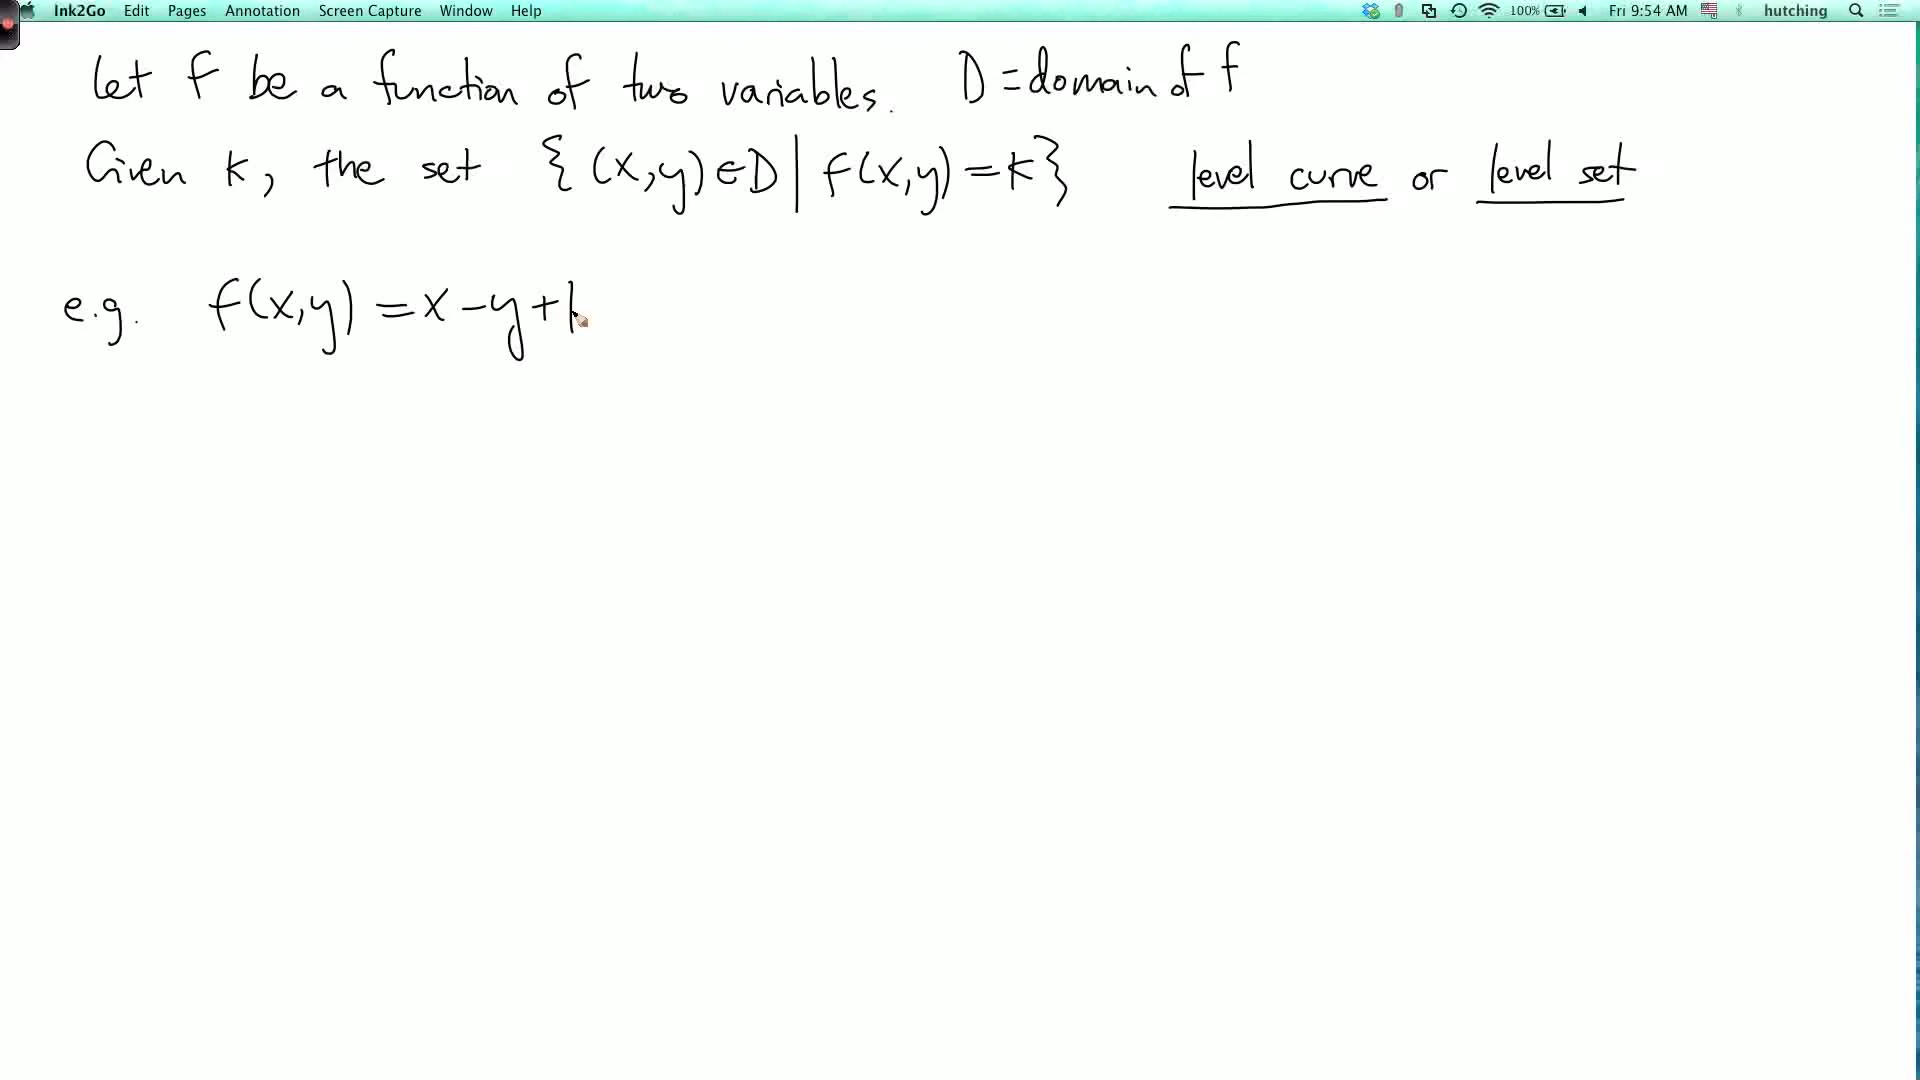 Ink2Go Edit Pages Annotation Screen Capture Window Help 100% Fri 9:54 AM hutching
Let f be a function of two variables. D = domain of f
Given k, the set {(x,y)∈D | f(x,y)=k} level curve or level set
e.g. f(x,y) = x-y+1